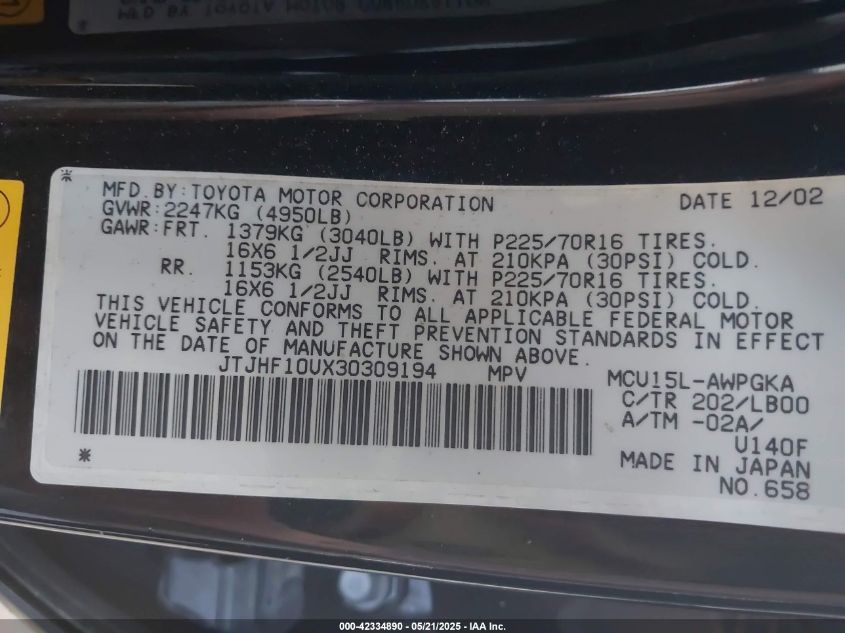 MFD. BY: TOYOTA MOTOR CORPORATION DATE 12/02
GVWR: 2247KG (4950LB)
GAWR: FRT. 1379KG (3040LB) WITH P225/70R16 TIRES.
16X6 1/2JJ RIMS. AT 210KPA (30PSI) COLD.
RR. 1153KG (2540LB) WITH P225/70R16 TIRES.
16X6 1/2JJ RIMS. AT 210KPA (30PSI) COLD.
THIS VEHICLE CONFORMS TO ALL APPLICABLE FEDERAL MOTOR
VEHICLE SAFETY AND THEFT PREVENTION STANDARDS IN EFFECT
ON THE DATE OF MANUFACTURE SHOWN ABOVE.
JTJHF10UX30309194 MPV
MCU15L-AWPGKA
C/TR 202/LB00
A/TM -02A/
U140F
MADE IN JAPAN
NO.658
000-42334890 - 05/21/2025 - IAA Inc.